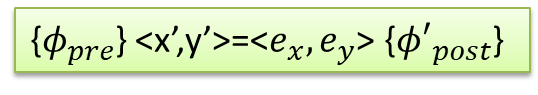 {ϕ_pre} <x’,y’>=<e_x, e_y> {ϕ′_post}